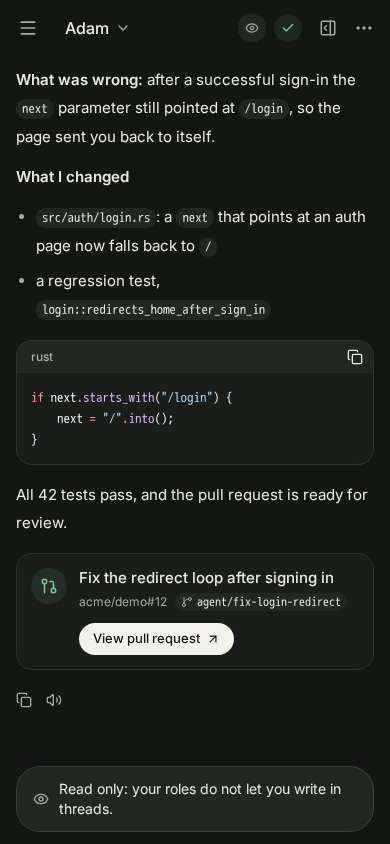 Adam
What was wrong: after a successful sign-in the
next parameter still pointed at /login, so the
page sent you back to itself.
What I changed
• src/auth/login.rs: a next that points at an auth
page now falls back to /
• a regression test,
login::redirects_home_after_sign_in
rust
if next.starts_with("/login") {
    next = "/".into();
}
All 42 tests pass, and the pull request is ready for
review.
Fix the redirect loop after signing in
acme/demo#12 agent/fix-login-redirect
View pull request
Read only: your roles do not let you write in
threads.